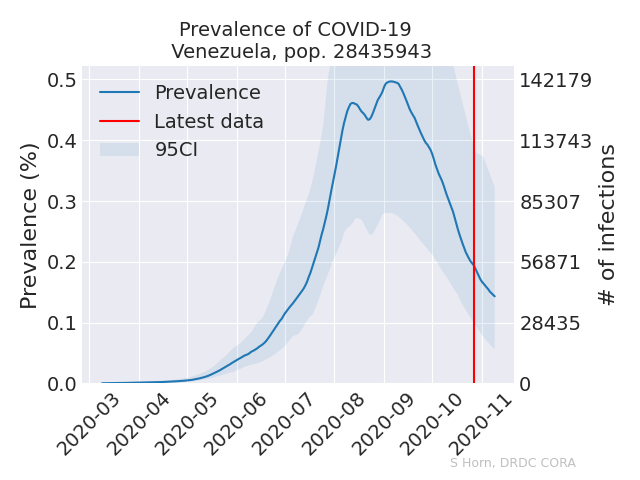 Prevalence of COVID-19
Venezuela, pop. 28435943
Prevalence
Latest data
95CI
Prevalence (%)
0.5
0.4
0.3
0.2
0.1
0.0
142179
113743
85307
56871
28435
0
# of infections
2020-03
2020-04
2020-05
2020-06
2020-07
2020-08
2020-09
2020-10
2020-11
S Horn, DRDC CORA